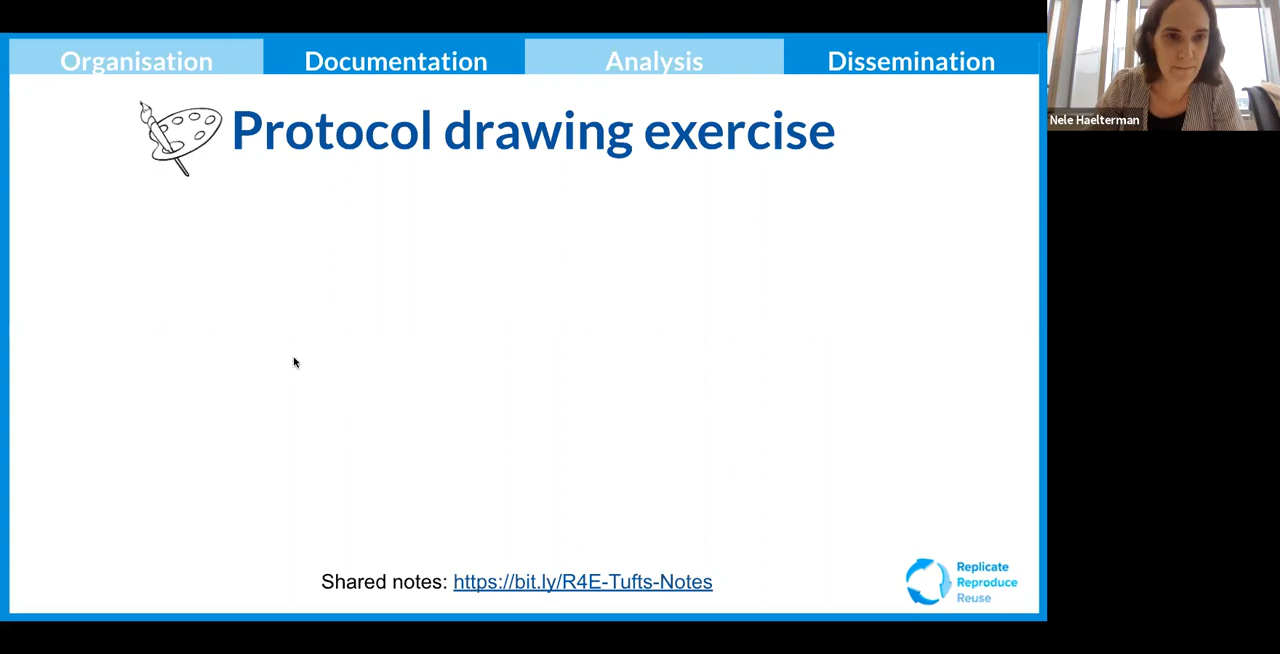 Organisation Documentation Analysis Dissemination
Protocol drawing exercise
Shared notes: https://bit.ly/R4E-Tufts-Notes
Replicate
Reproduce
Reuse
Nele Haelterman